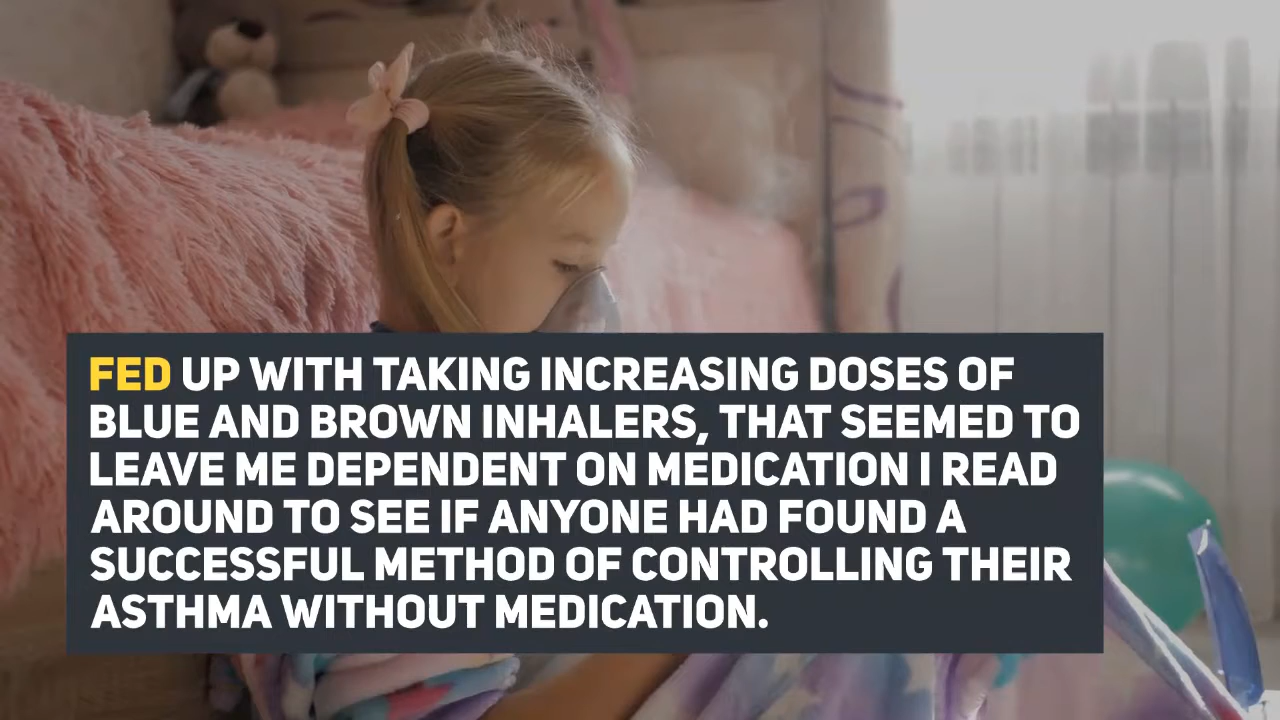 FED UP WITH TAKING INCREASING DOSES OF
BLUE AND BROWN INHALERS, THAT SEEMED TO
LEAVE ME DEPENDENT ON MEDICATION I READ
AROUND TO SEE IF ANYONE HAD FOUND A
SUCCESSFUL METHOD OF CONTROLLING THEIR
ASTHMA WITHOUT MEDICATION.